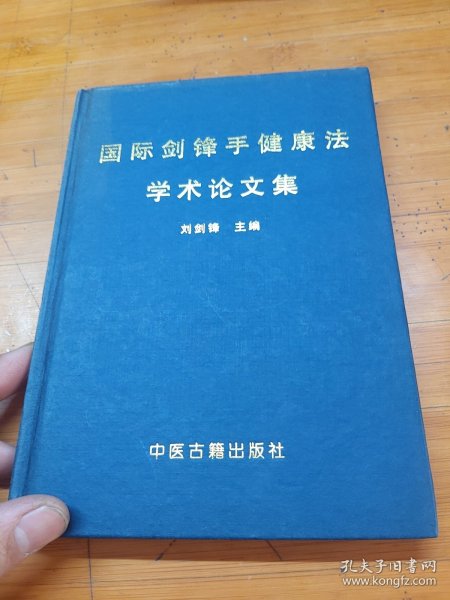 国际剑锋手健康法
学术论文集
刘剑锋 主编
中医古籍出版社
孔夫子旧书网
www.kongfz.com